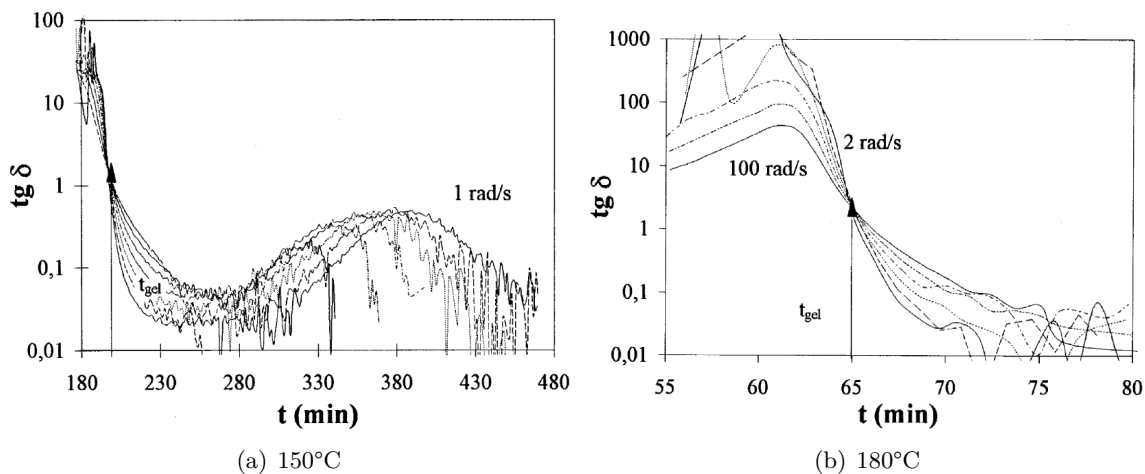 100
10
1
0,1
0,01
tg δ
1 rad/s
t_gel
180 230 280 330 380 430 480
t (min)
(a) 150°C
1000
100
10
1
0,1
0,01
tg δ
2 rad/s
100 rad/s
t_gel
55 60 65 70 75 80
t (min)
(b) 180°C